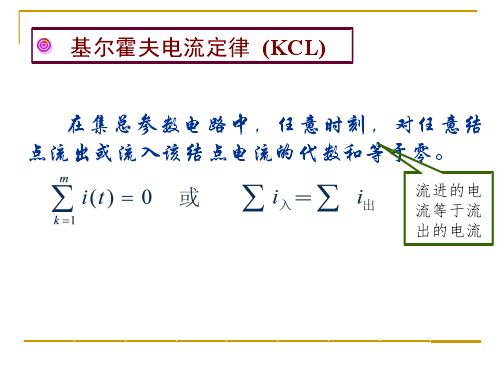 基尔霍夫电流定律 (KCL)
在集总参数电路中，任意时刻，对任意结
点流出或流入该结点电流的代数和等于零。
m
∑ i(t) = 0 或 ∑ i入＝∑ i出
k =1
流进的电
流等于流
出的电流